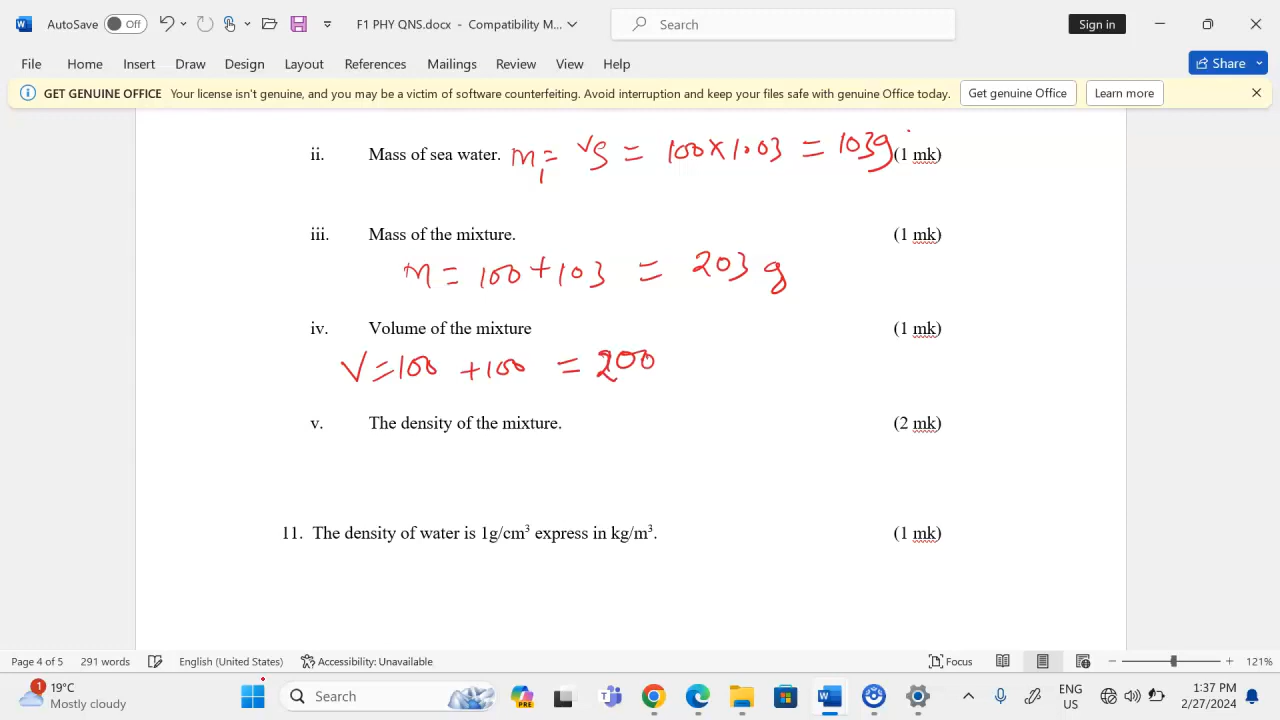 AutoSave Off F1 PHY QNS.docx - Compatibility M... Search Sign in
File Home Insert Draw Design Layout References Mailings Review View Help Share
GET GENUINE OFFICE Your license isn't genuine, and you may be a victim of software counterfeiting. Avoid interruption and keep your files safe with genuine Office today. Get genuine Office Learn more
ii. Mass of sea water. m₁ = Vρ = 100 × 1.03 = 103g (1 mk)
iii. Mass of the mixture. (1 mk)
m = 100 + 103 = 203 g
iv. Volume of the mixture (1 mk)
V = 100 + 100 = 200
v. The density of the mixture. (2 mk)
11. The density of water is 1g/cm³ express in kg/m³. (1 mk)
Page 4 of 5 291 words English (United States) Accessibility: Unavailable Focus 121%
1 19°C Search PRE ENG 1:37 PM
Mostly cloudy US 2/27/2024